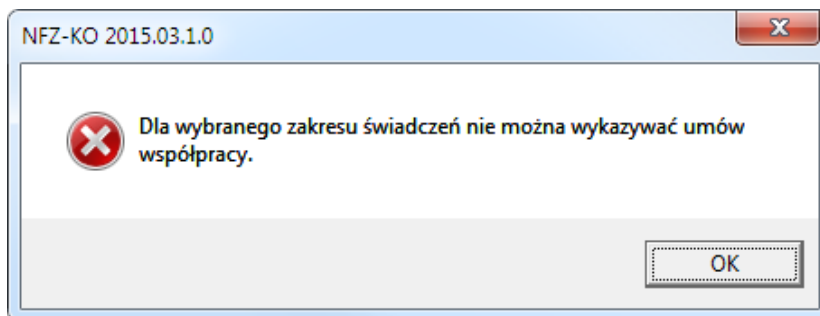 NFZ-KO 2015.03.1.0
Dla wybranego zakresu świadczeń nie można wykazywać umów
współpracy.
OK